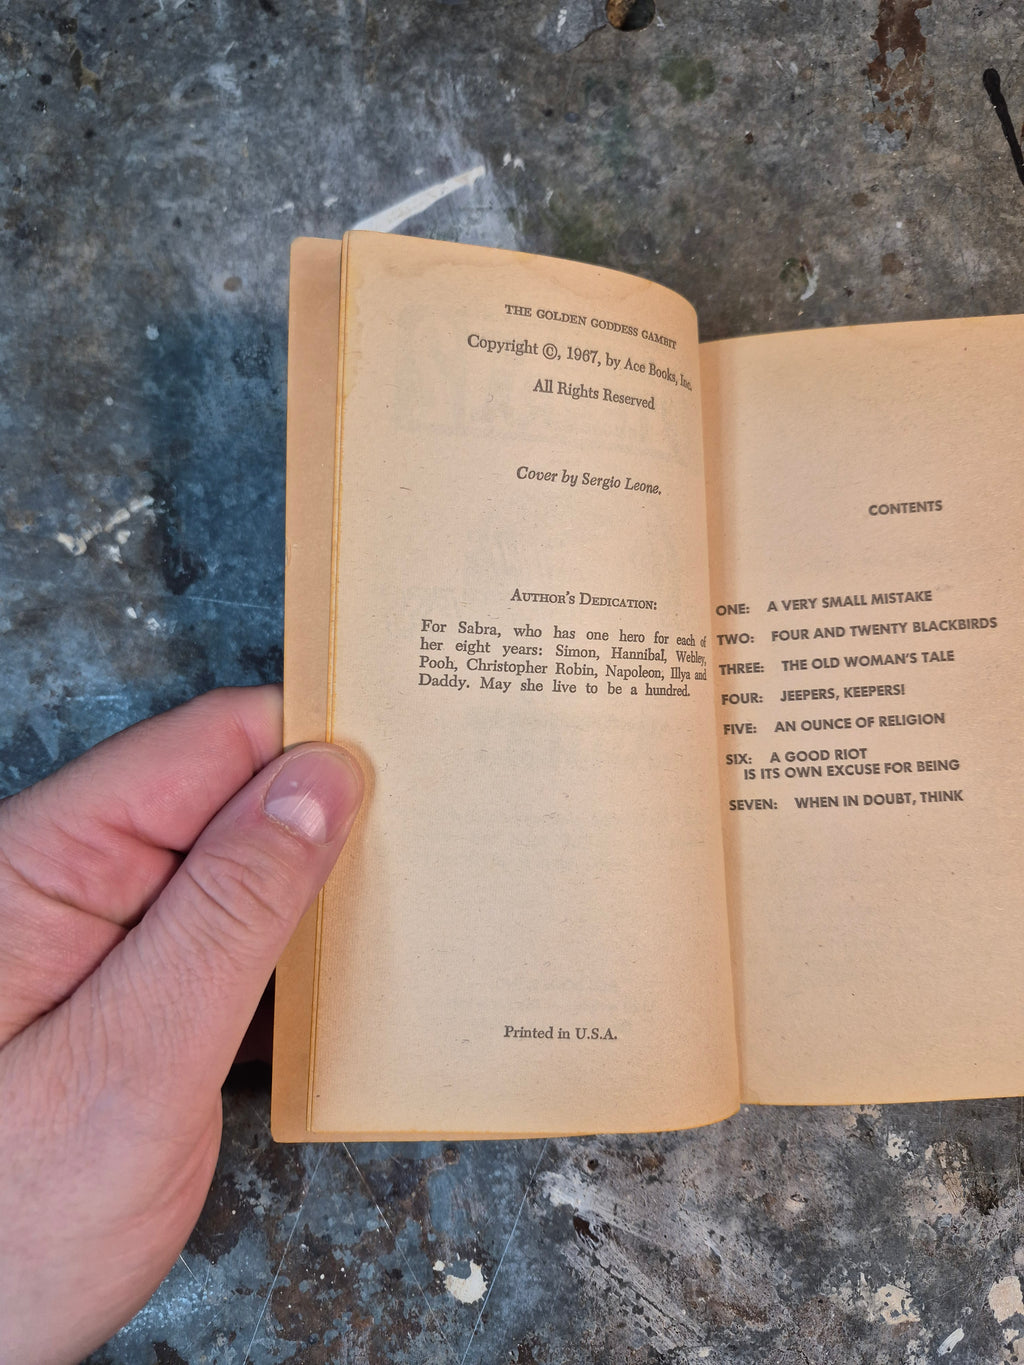 THE GOLDEN GODDESS GAMBIT
Copyright ©, 1967, by Ace Books, Inc.
All Rights Reserved
Cover by Sergio Leone.
AUTHOR'S DEDICATION:
For Sabra, who has one hero for each of
her eight years: Simon, Hannibal, Webley,
Pooh, Christopher Robin, Napoleon, Illya and
Daddy. May she live to be a hundred.
Printed in U.S.A.
CONTENTS
ONE: A VERY SMALL MISTAKE
TWO: FOUR AND TWENTY BLACKBIRDS
THREE: THE OLD WOMAN'S TALE
FOUR: JEEPERS, KEEPERS!
FIVE: AN OUNCE OF RELIGION
SIX: A GOOD RIOT
IS ITS OWN EXCUSE FOR BEING
SEVEN: WHEN IN DOUBT, THINK